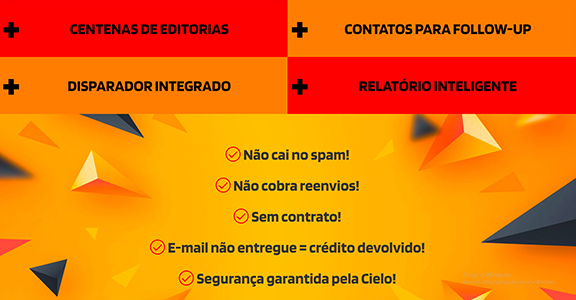 + CENTENAS DE EDITORIAS
+ CONTATOS PARA FOLLOW-UP
+ DISPARADOR INTEGRADO
+ RELATÓRIO INTELIGENTE
Não cai no spam!
Não cobra reenvios!
Sem contrato!
E-mail não entregue = crédito devolvido!
Segurança garantida pela Cielo!